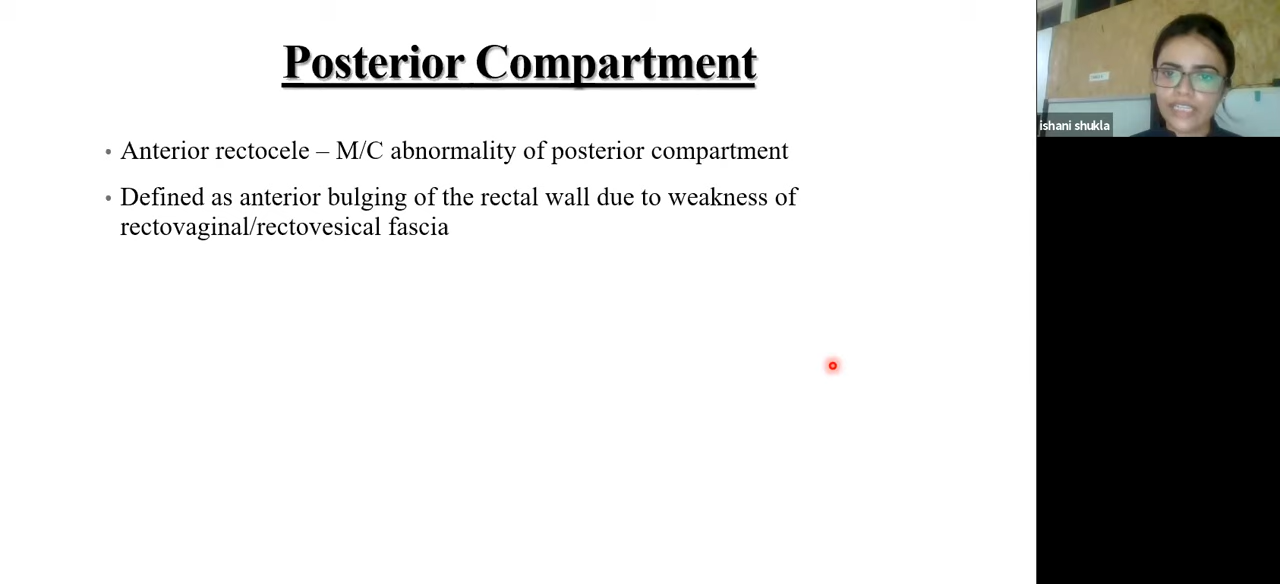 Posterior Compartment
• Anterior rectocele – M/C abnormality of posterior compartment
• Defined as anterior bulging of the rectal wall due to weakness of
rectovaginal/rectovesical fascia
ishani shukla